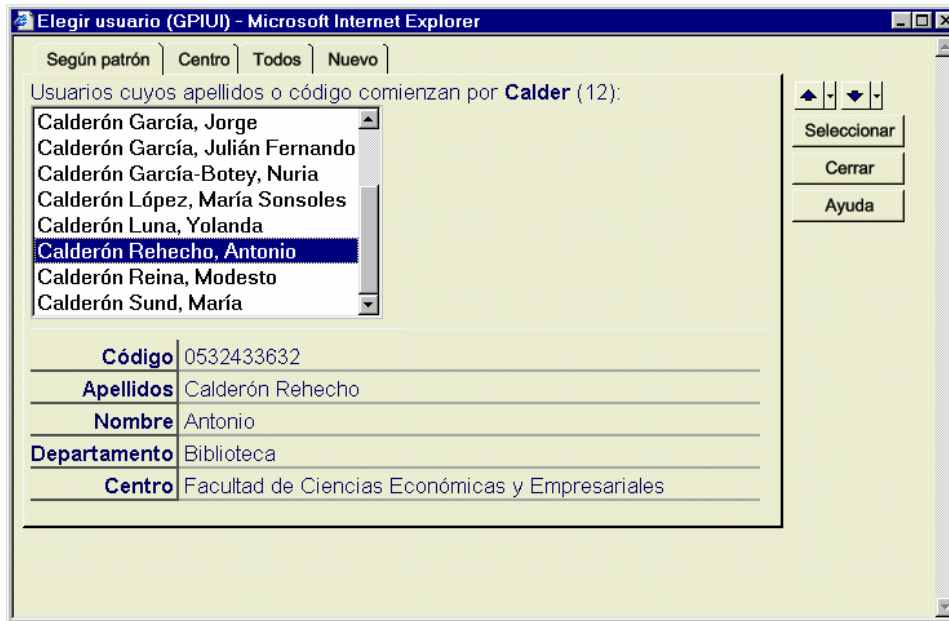 Elegir usuario (GPIUI) - Microsoft Internet Explorer
Según patrón Centro Todos Nuevo
Usuarios cuyos apellidos o código comienzan por Calder (12):
Calderón García, Jorge
Calderón García, Julián Fernando
Calderón García-Botey, Nuria
Calderón López, María Sonsoles
Calderón Luna, Yolanda
Calderón Rehecho, Antonio
Calderón Reina, Modesto
Calderón Sund, María
Seleccionar
Cerrar
Ayuda
Código 0532433632
Apellidos Calderón Rehecho
Nombre Antonio
Departamento Biblioteca
Centro Facultad de Ciencias Económicas y Empresariales